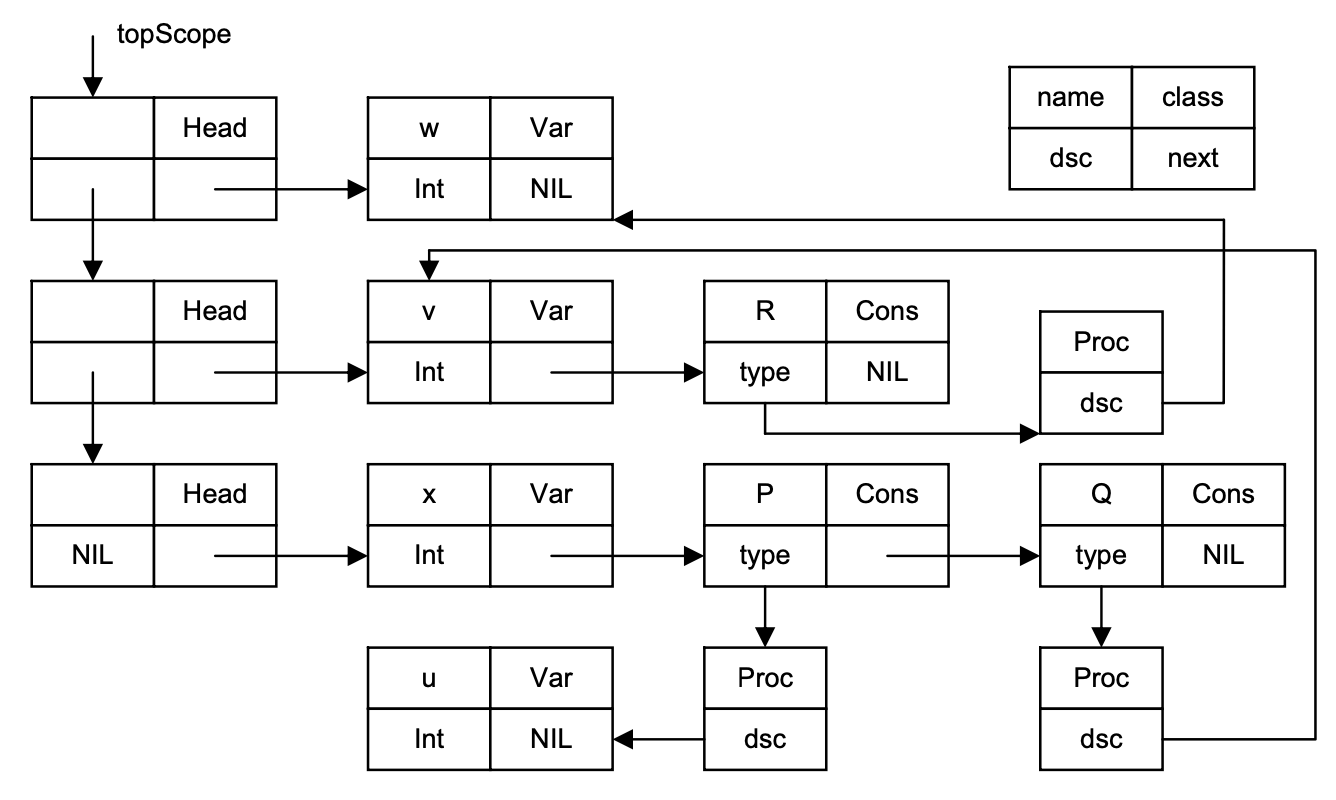 topScope
name class
dsc next
Head
w Var
Int NIL
Head
v Var
Int
R Cons
type NIL
Proc
dsc
Head
NIL
x Var
Int
P Cons
type
Q Cons
type NIL
u Var
Int NIL
Proc
dsc
Proc
dsc